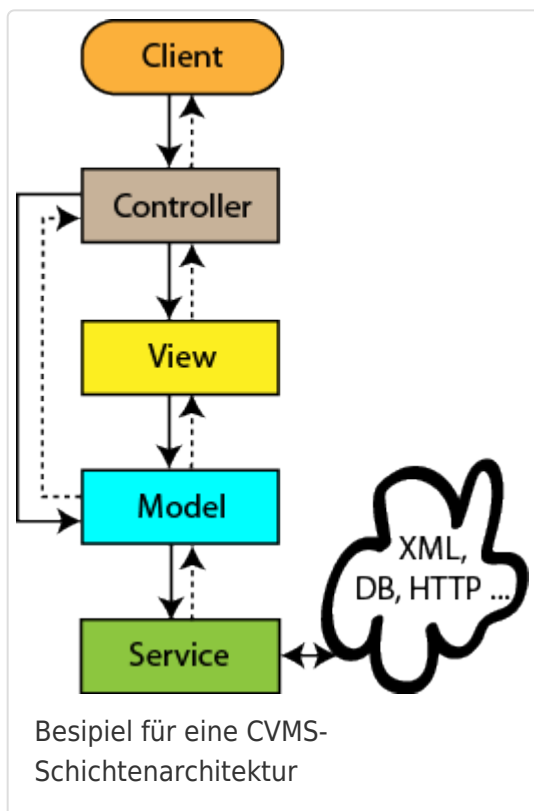 Client
Controller
View
Model
XML,
DB, HTTP ...
Service
Besipiel für eine CVMS-
Schichtenarchitektur